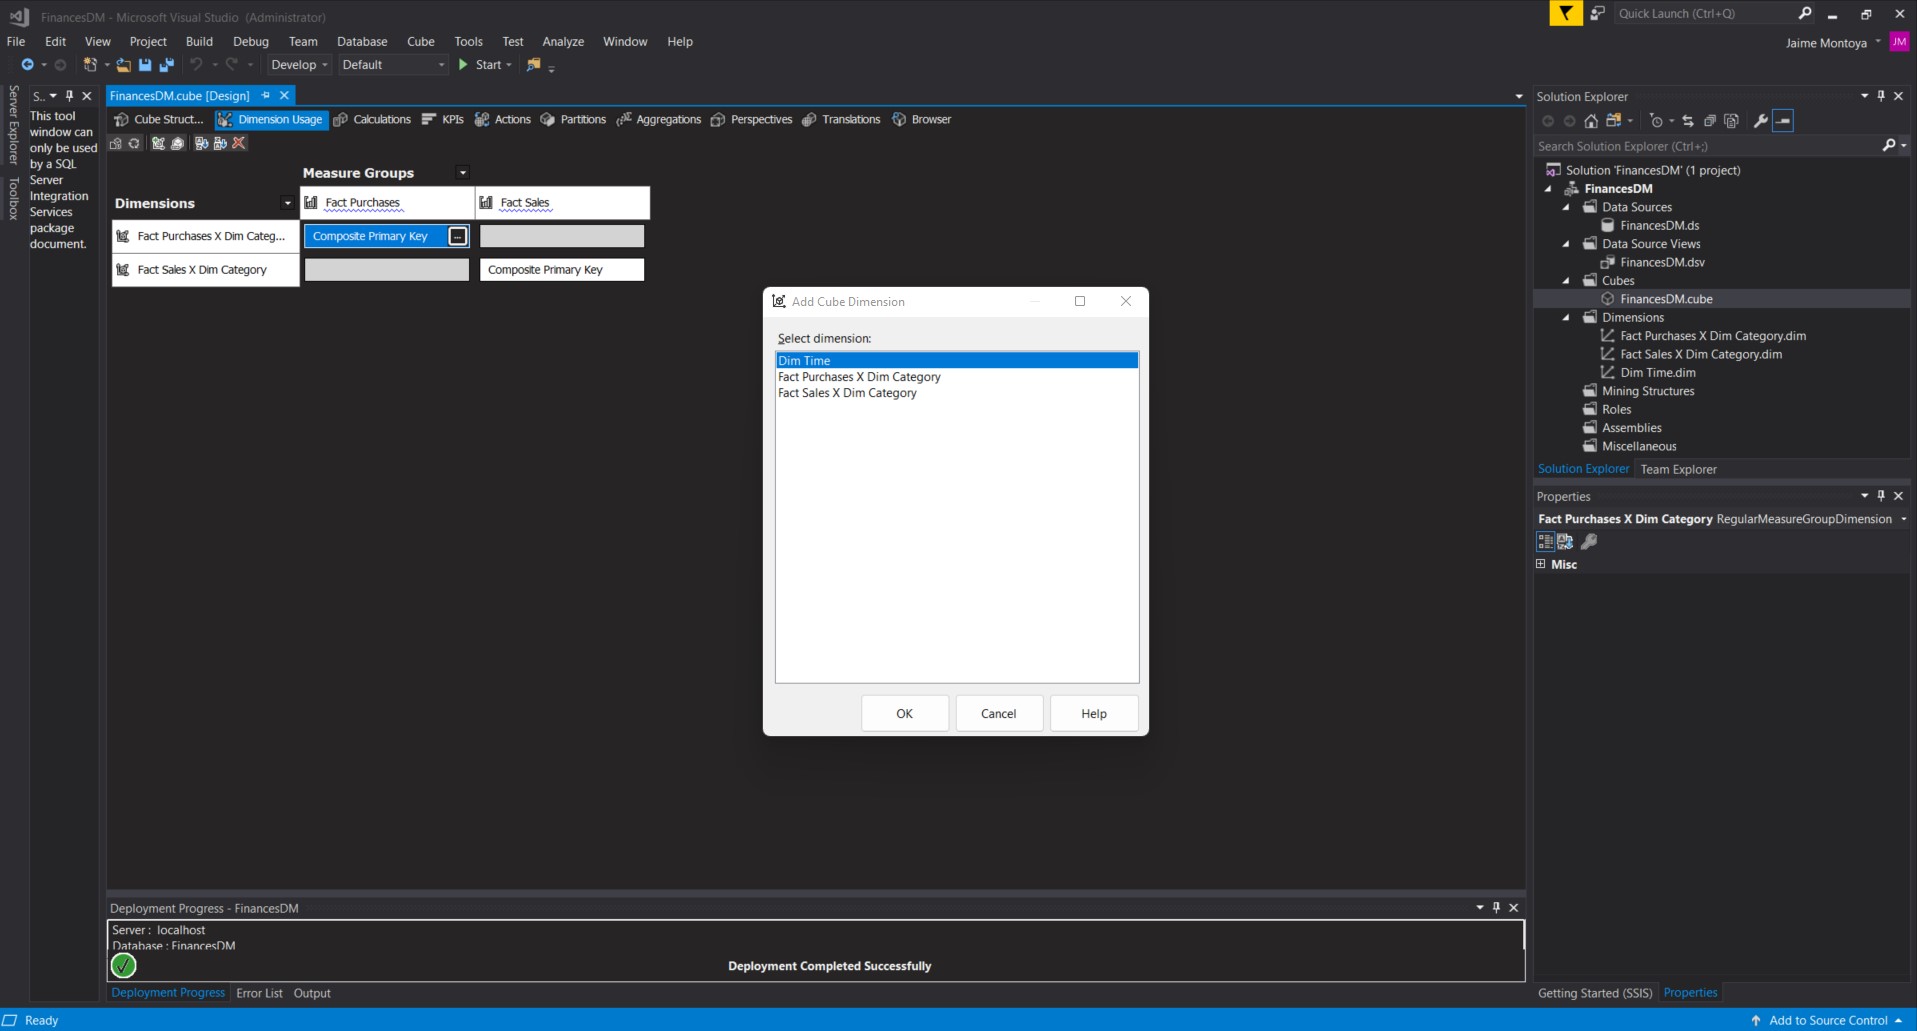 FinancesDM - Microsoft Visual Studio (Administrator)
Quick Launch (Ctrl+Q)
File Edit View Project Build Debug Team Database Cube Tools Test Analyze Window Help
Jaime Montoya JM
Develop Default Start
Server Explorer
Toolbox
S..
This tool
window can
only be used
by a SQL
Server
Integration
Services
package
document.
FinancesDM.cube [Design]
Cube Struct... Dimension Usage Calculations KPIs Actions Partitions Aggregations Perspectives Translations Browser
Measure Groups
Dimensions
Fact Purchases Fact Sales
Fact Purchases X Dim Categ... Composite Primary Key ...
Fact Sales X Dim Category Composite Primary Key
Add Cube Dimension
Select dimension:
Dim Time
Fact Purchases X Dim Category
Fact Sales X Dim Category
OK Cancel Help
Deployment Progress - FinancesDM
Server : localhost
Database : FinancesDM
Deployment Completed Successfully
Deployment Progress Error List Output
Solution Explorer
Search Solution Explorer (Ctrl+;)
Solution 'FinancesDM' (1 project)
FinancesDM
Data Sources
FinancesDM.ds
Data Source Views
FinancesDM.dsv
Cubes
FinancesDM.cube
Dimensions
Fact Purchases X Dim Category.dim
Fact Sales X Dim Category.dim
Dim Time.dim
Mining Structures
Roles
Assemblies
Miscellaneous
Solution Explorer Team Explorer
Properties
Fact Purchases X Dim Category RegularMeasureGroupDimension
Misc
Getting Started (SSIS) Properties
Ready
Add to Source Control